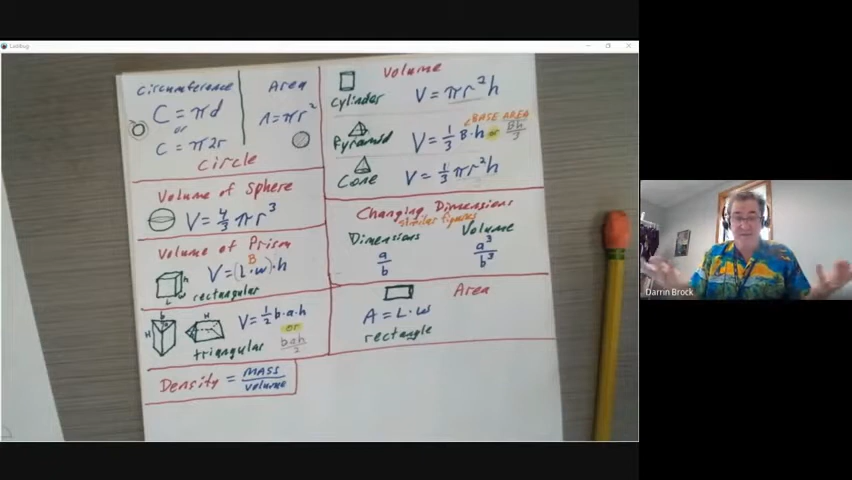 Ladibug
Circumference
C = πd
or
C = π2r
Area
A = πr²
Circle
Volume of Sphere
V = 4/3 πr³
Volume of Prism
B
V = (L·w)·h
h
w
L
rectangular
b
H
H
V = 1/2 b·a·h
or
bah/2
triangular
Density = MASS/Volume
Volume
Cylinder
V = πr²h
BASE AREA
Pyramid
V = 1/3 B·h or Bh/3
Cone
V = 1/3 πr²h
Changing Dimensions
similar figures
Dimensions
a/b
Volume
a³/b³
Area
A = L·w
rectangle
Darrin Brock